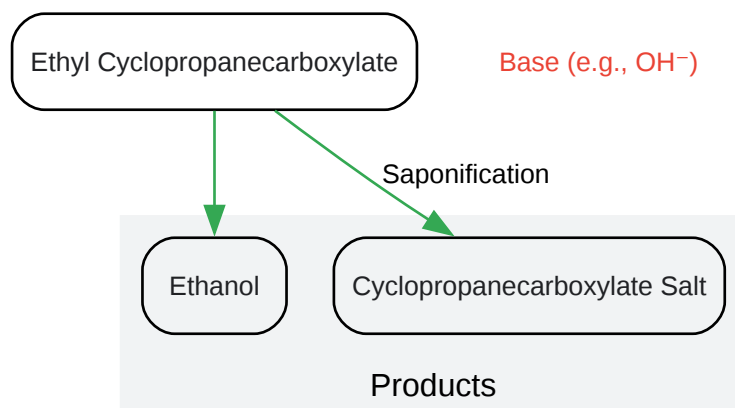 Ethyl Cyclopropanecarboxylate
Base (e.g., OH⁻)
Saponification
Ethanol
Cyclopropanecarboxylate Salt
Products